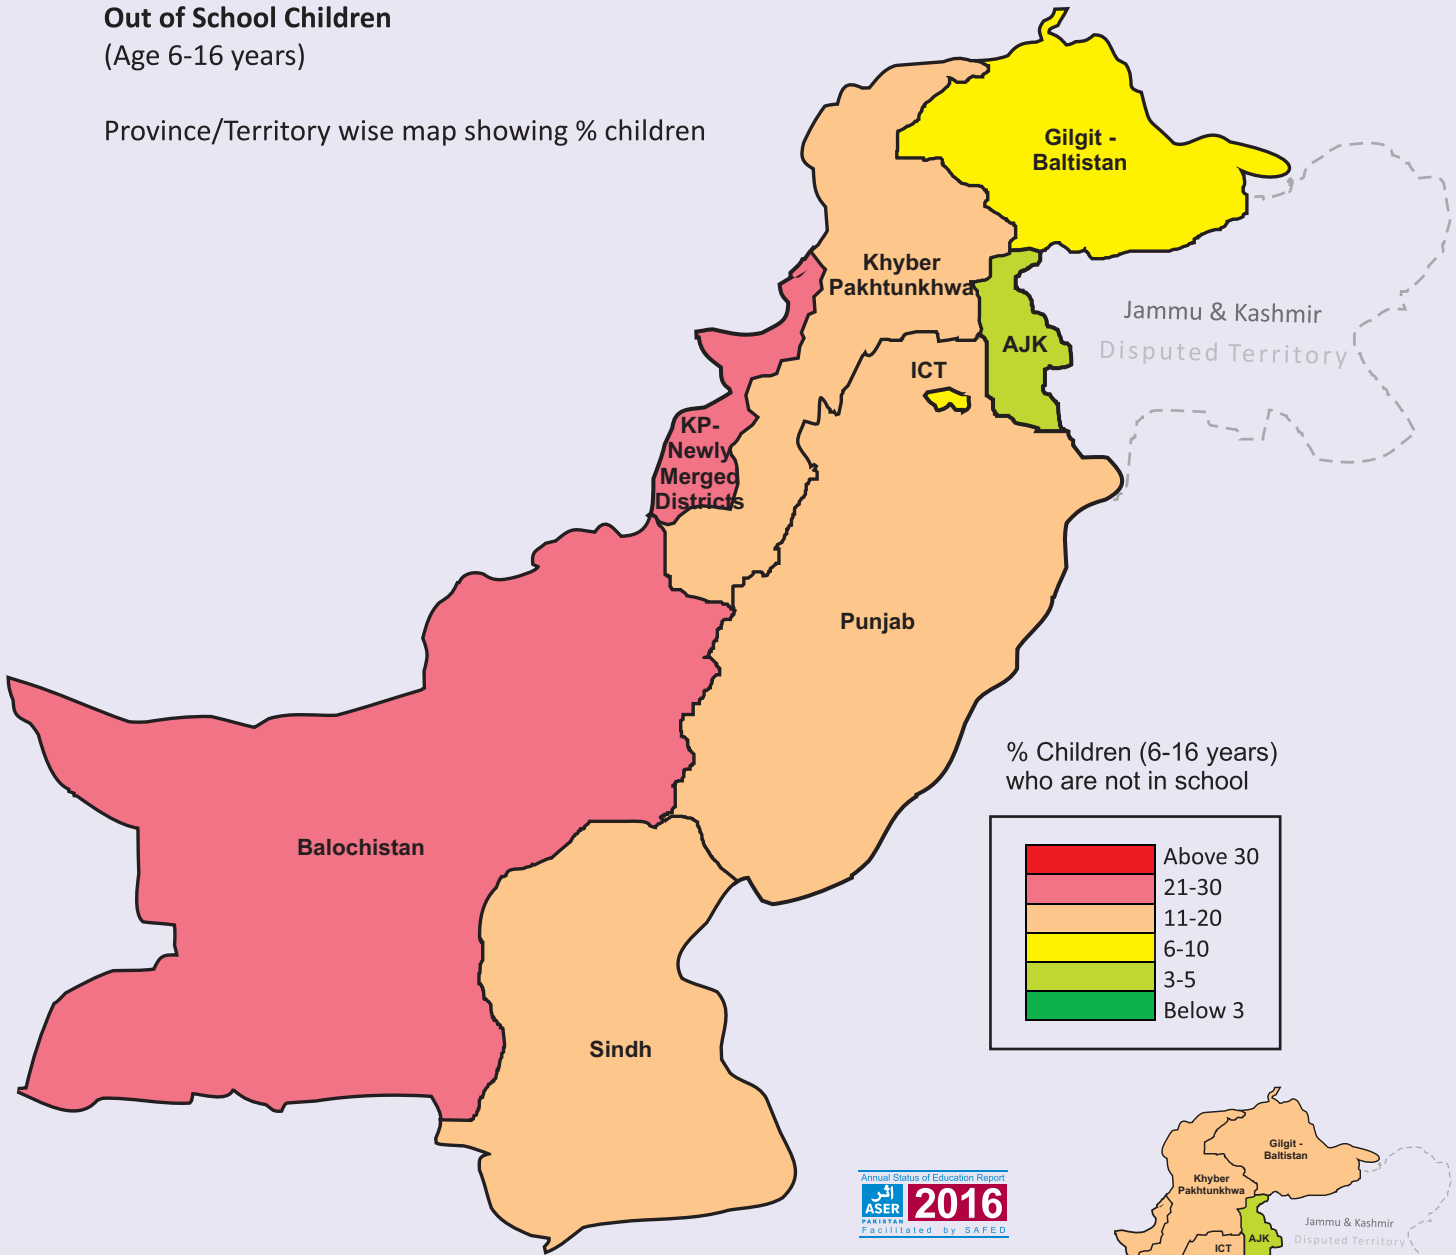 Out of School Children
(Age 6-16 years)
Province/Territory wise map showing % children
Gilgit -
Baltistan
Khyber
Pakhtunkhwa
Jammu & Kashmir
Disputed Territory
AJK
ICT
KP-
Newly
Merged
Districts
Punjab
Balochistan
Sindh
% Children (6-16 years)
who are not in school
Above 30
21-30
11-20
6-10
3-5
Below 3
Annual Status of Education Report
اثر
ASER
PAKISTAN
2016
Facilitated by SAFED
Gilgit -
Baltistan
Khyber
Pakhtunkhwa
Jammu & Kashmir
Disputed Territory
AJK
ICT